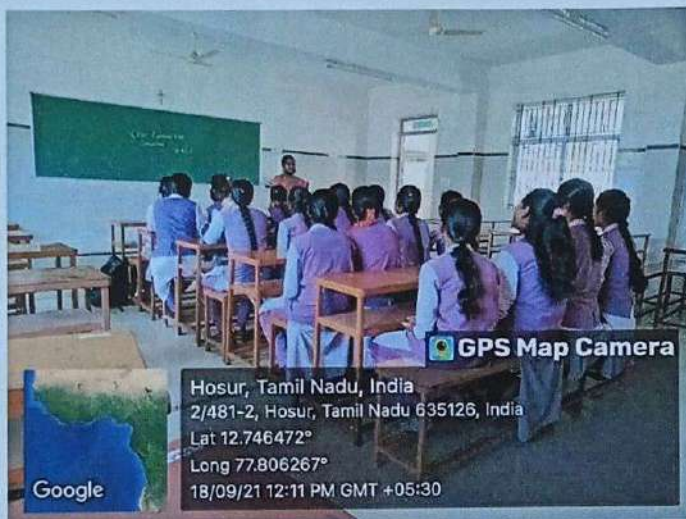 GPS Map Camera
Hosur, Tamil Nadu, India
2/481-2, Hosur, Tamil Nadu 635126, India
Lat 12.746472°
Long 77.806267°
18/09/21 12:11 PM GMT +05:30
Google